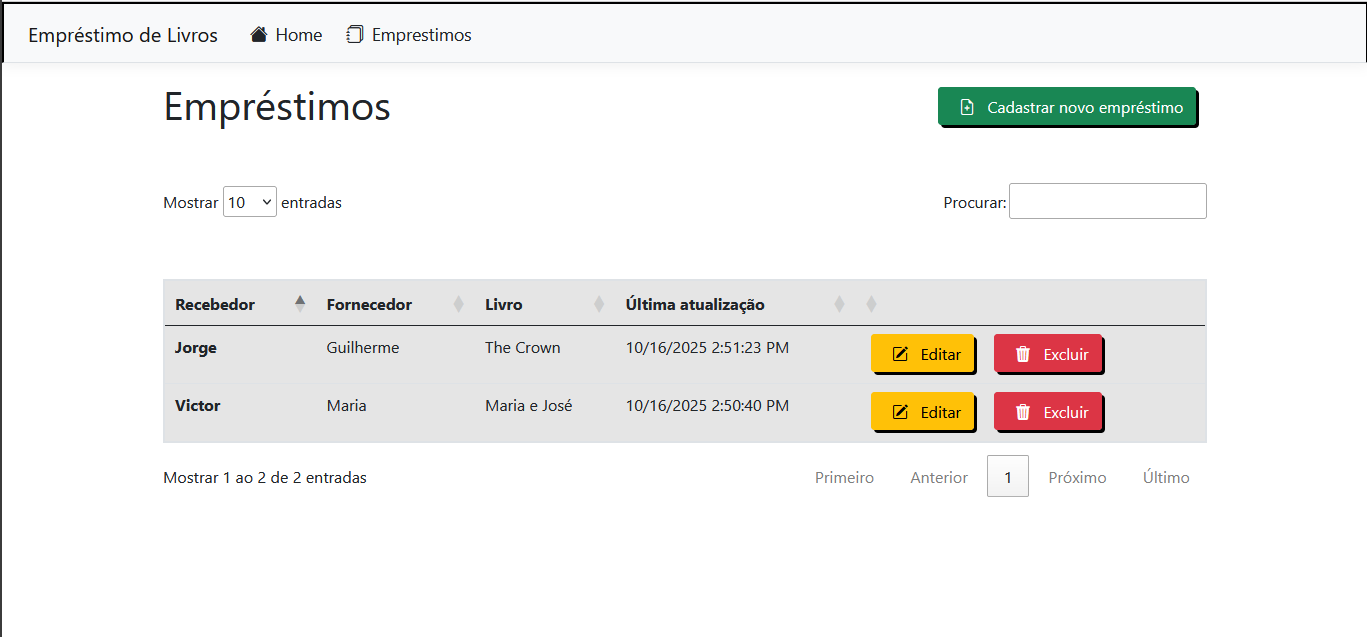 Empréstimo de Livros Home Emprestimos
Empréstimos Cadastrar novo empréstimo
Mostrar 10 entradas Procurar:
Recebedor Fornecedor Livro Última atualização
Jorge Guilherme The Crown 10/16/2025 2:51:23 PM Editar Excluir
Victor Maria Maria e José 10/16/2025 2:50:40 PM Editar Excluir
Mostrar 1 ao 2 de 2 entradas Primeiro Anterior 1 Próximo Último